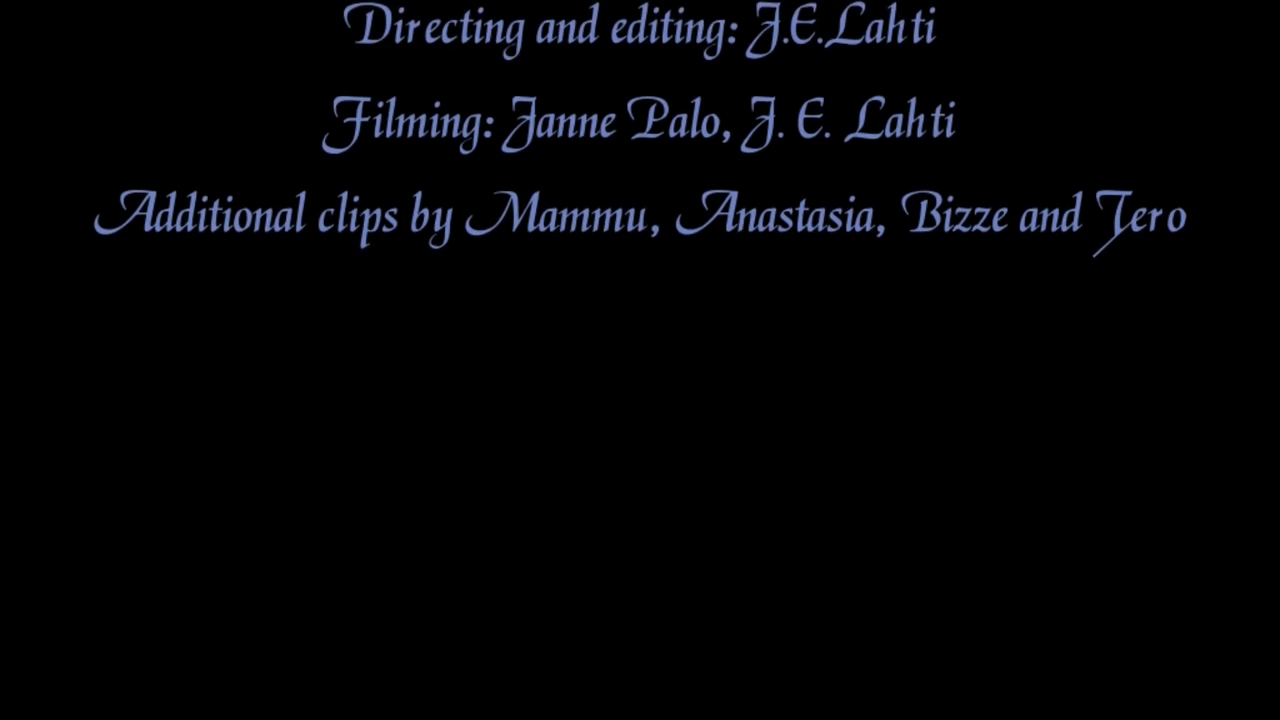 Directing and editing: J.E.Lahti
Filming: Janne Palo, J. E. Lahti
Additional clips by Mammu, Anastasia, Bizze and Tero